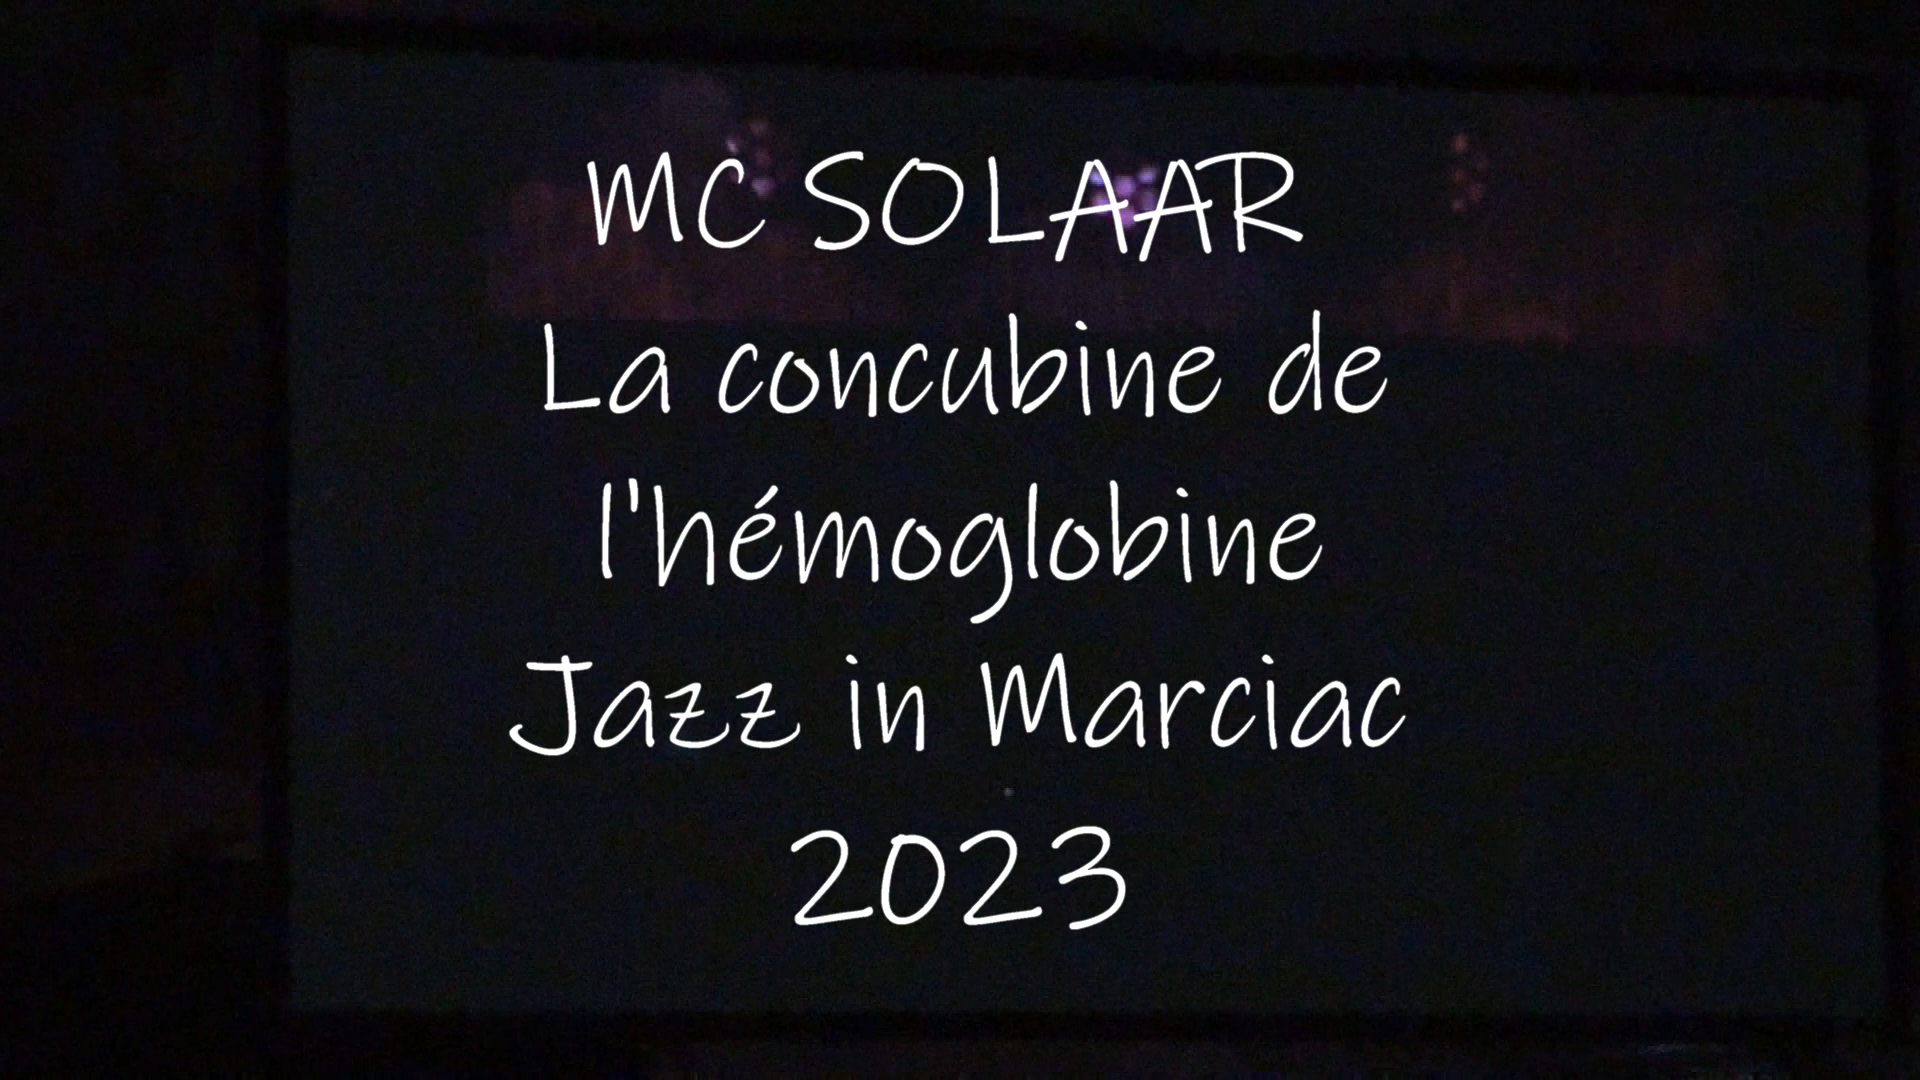 MC SOLAAR
La concubine de
l'hémoglobine
Jazz in Marciac
2023